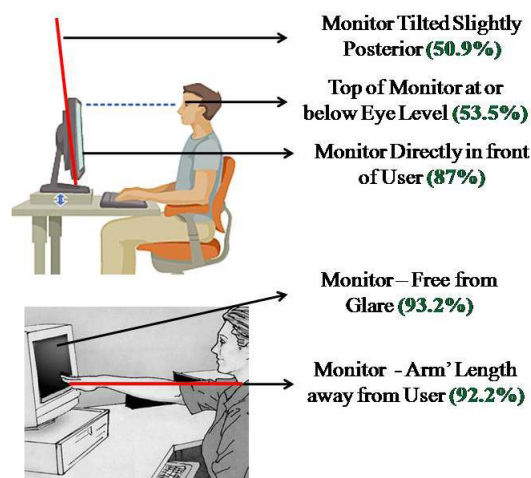 Monitor Tilted Slightly
Posterior (50.9%)
Top of Monitor at or
below Eye Level (53.5%)
Monitor Directly in front
of User (87%)
Monitor – Free from
Glare (93.2%)
Monitor - Arm' Length
away from User (92.2%)